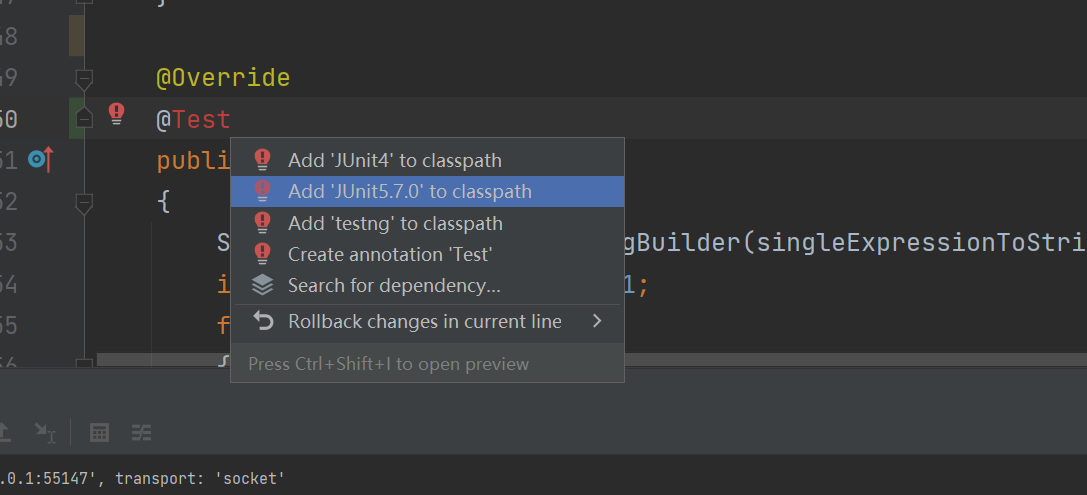 48
49 @Override
50 @Test
51 publi
Add 'JUnit4' to classpath
52 {
Add 'JUnit5.7.0' to classpath
Add 'testng' to classpath
53 S gBuilder(singleExpressionToStri
Create annotation 'Test'
54 i 1;
Search for dependency...
55 f
Rollback changes in current line
56 {
Press Ctrl+Shift+I to open preview
.0.1:55147', transport: 'socket'